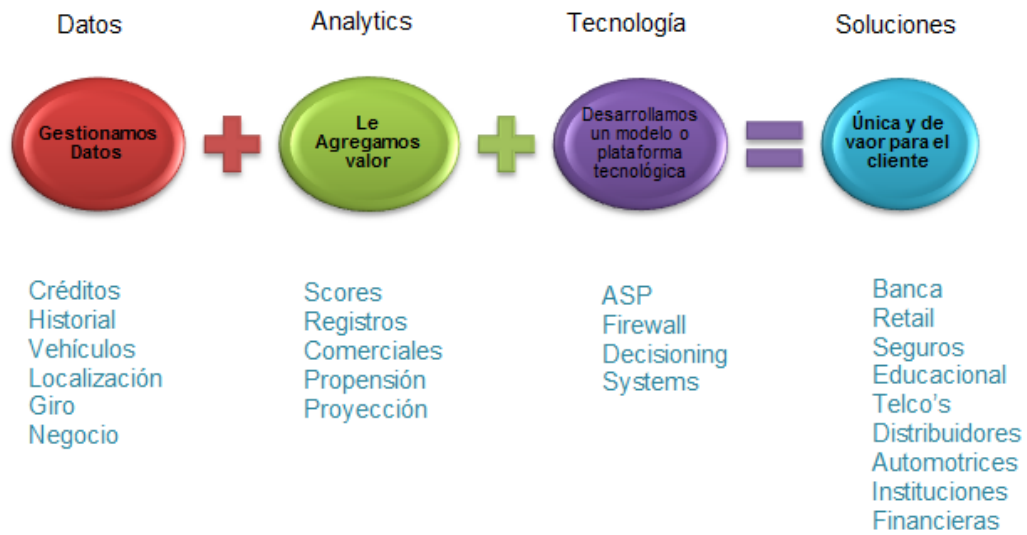 Datos
Analytics
Tecnología
Soluciones
Gestionamos
Datos
Le
Agregamos
valor
Desarrollamos
un modelo o
plataforma
tecnológica
Única y de
vaor para el
cliente
Créditos
Historial
Vehículos
Localización
Giro
Negocio
Scores
Registros
Comerciales
Propensión
Proyección
ASP
Firewall
Decisioning
Systems
Banca
Retail
Seguros
Educacional
Telco's
Distribuidores
Automotrices
Instituciones
Financieras